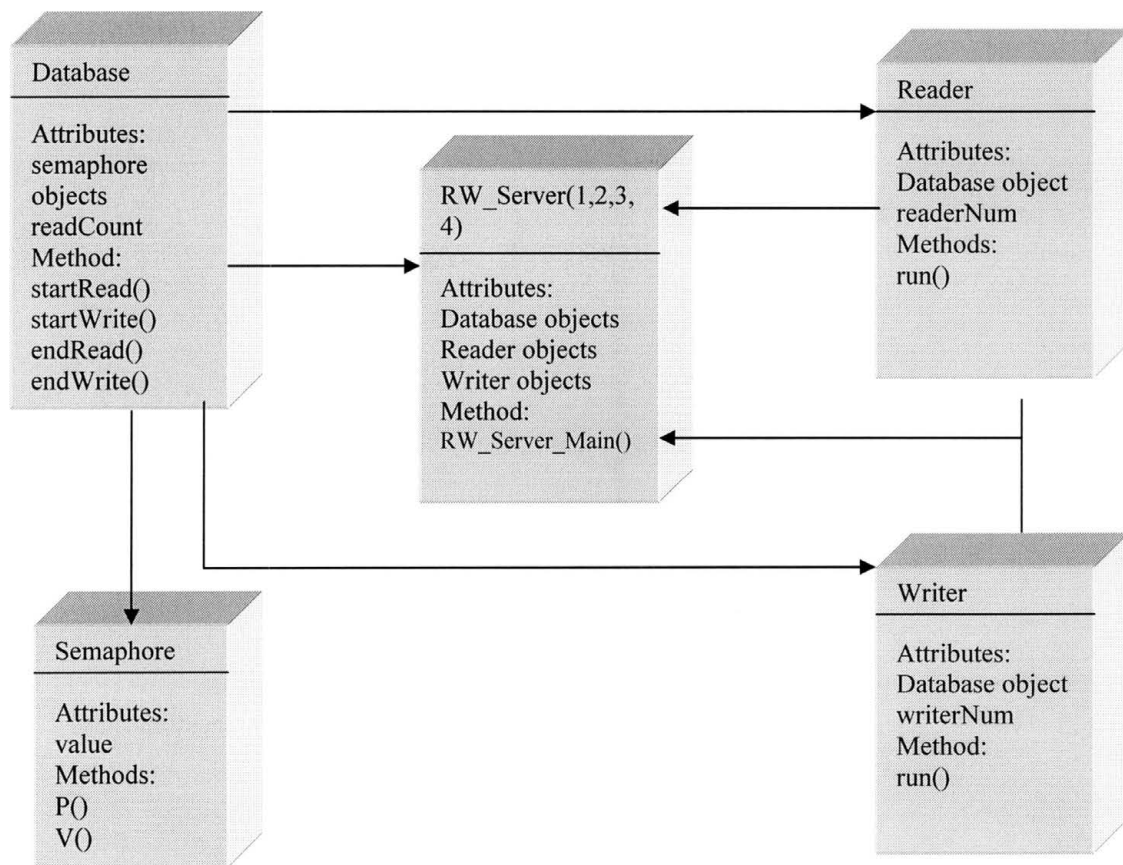 Database
Attributes:
semaphore
objects
readCount
Method:
startRead()
startWrite()
endRead()
endWrite()
RW_Server(1,2,3,
4)
Attributes:
Database objects
Reader objects
Writer objects
Method:
RW_Server_Main()
Reader
Attributes:
Database object
readerNum
Methods:
run()
Semaphore
Attributes:
value
Methods:
P()
V()
Writer
Attributes:
Database object
writerNum
Method:
run()